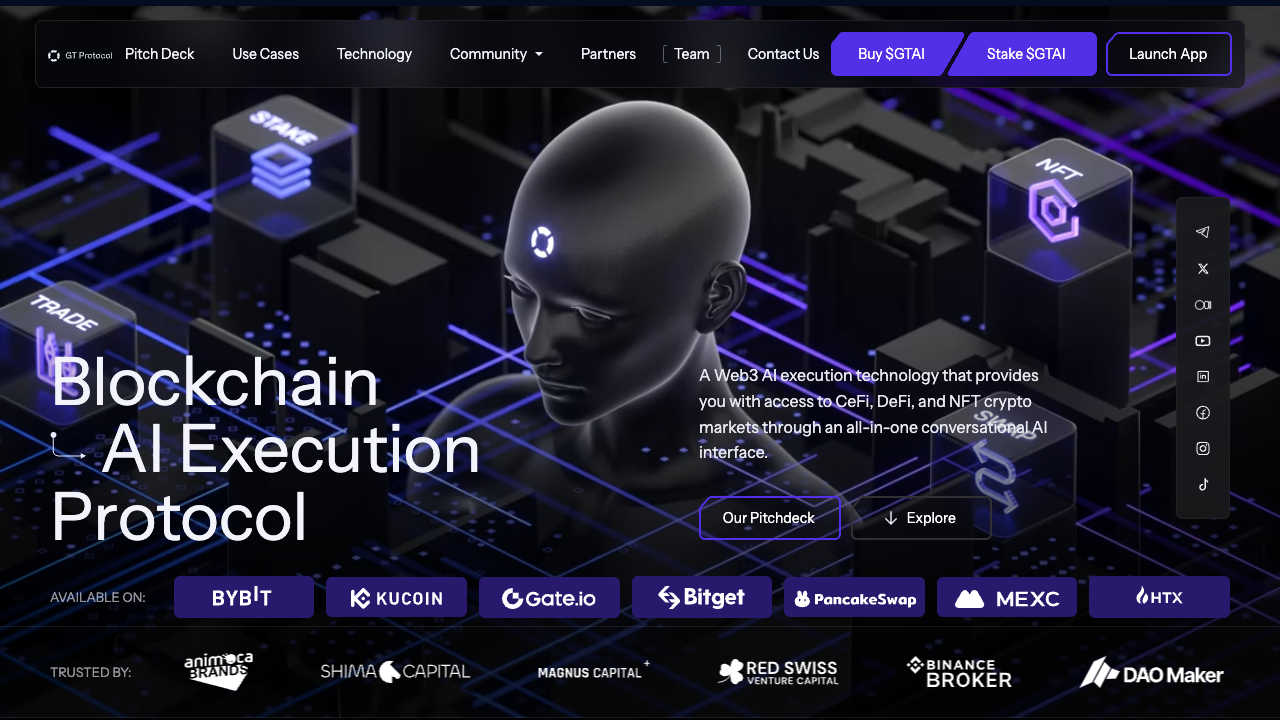 GT Protocol
Pitch Deck
Use Cases
Technology
Community
Partners
Team
Contact Us
Buy $GTAI
Stake $GTAI
Launch App
STAKE
NFT
TRADE
Blockchain
AI Execution
Protocol
A Web3 AI execution technology that provides
you with access to CeFi, DeFi, and NFT crypto
markets through an all-in-one conversational AI
interface.
SWAP
Our Pitchdeck
Explore
AVAILABLE ON:
BYBIT
KUCOIN
Gate.io
Bitget
PancakeSwap
MEXC
HTX
TRUSTED BY:
animoca
BRANDS
SHIMA CAPITAL
MAGNUS CAPITAL+
RED SWISS
VENTURE CAPITAL
BINANCE
BROKER
DAO Maker